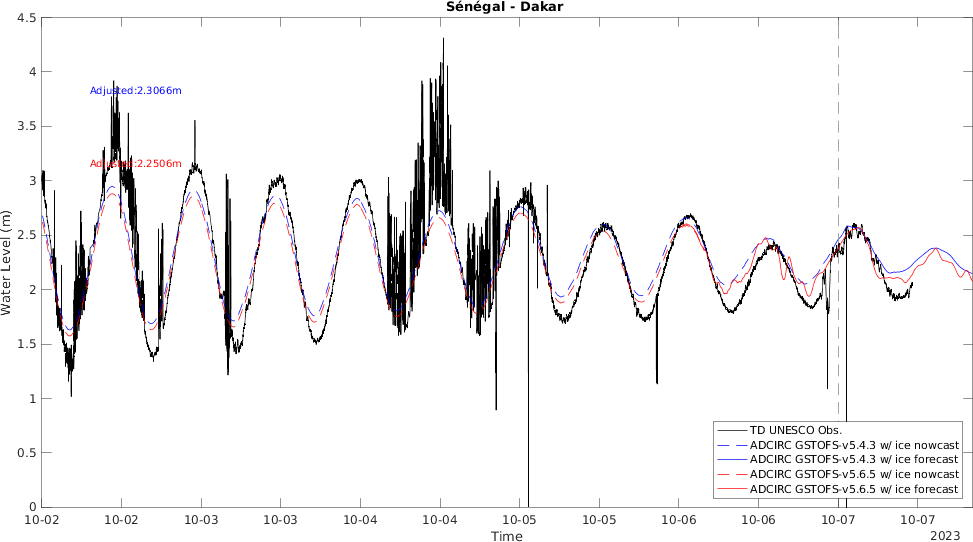 Sénégal - Dakar
4.5
4
3.5
3
2.5
2
1.5
1
0.5
0
Water Level (m)
Adjusted:2.3066m
Adjusted:2.2506m
TD UNESCO Obs.
ADCIRC GSTOFS-v5.4.3 w/ ice nowcast
ADCIRC GSTOFS-v5.4.3 w/ ice forecast
ADCIRC GSTOFS-v5.6.5 w/ ice nowcast
ADCIRC GSTOFS-v5.6.5 w/ ice forecast
10-02 10-02 10-03 10-03 10-04 10-04 10-05 10-05 10-06 10-06 10-07 10-07
Time
2023